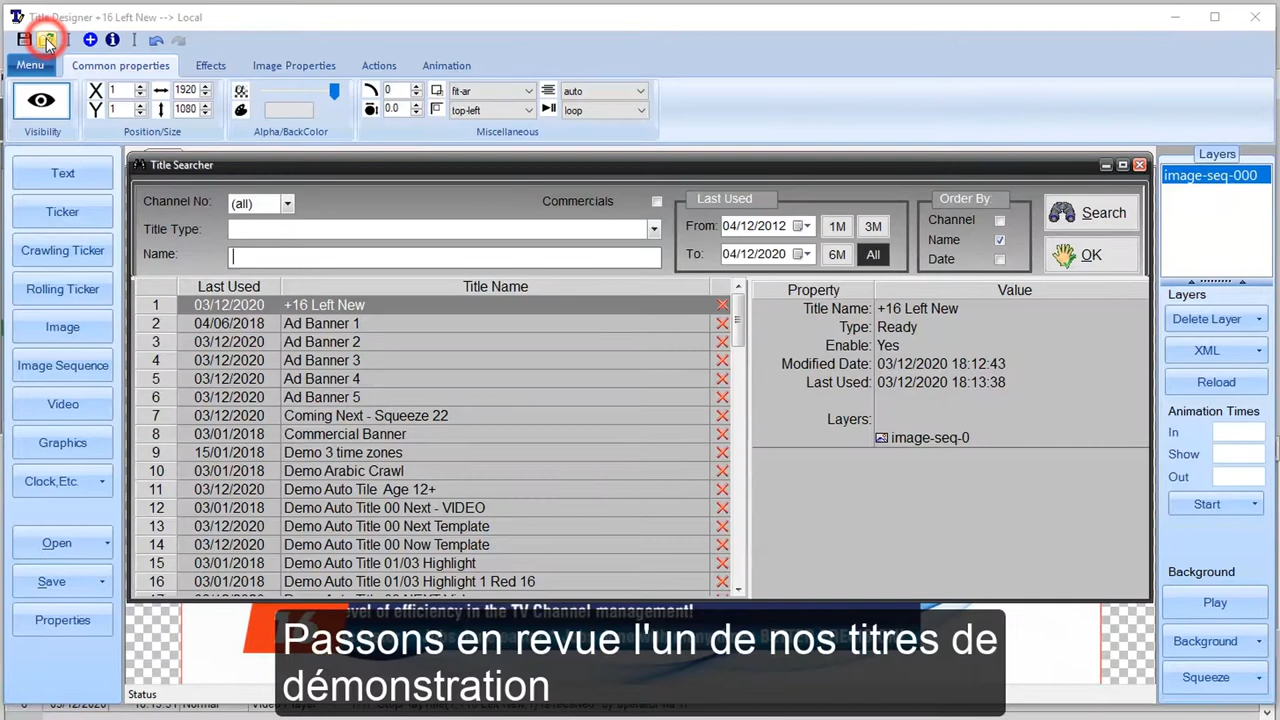 Title Designer +16 Left New --> Local
Menu
Common properties
Effects
Image Properties
Actions
Animation
X 1 1920
0
fit-ar
auto
Y 1 1080
0.0
top-left
loop
Visibility
Position/Size
Alpha/BackColor
Miscellaneous
Text
Ticker
Crawling Ticker
Rolling Ticker
Image
Image Sequence
Video
Graphics
Clock,Etc.
Open
Save
Properties
Title Searcher
Channel No: (all)
Commercials
Title Type:
Name:
Last Used
From: 04/12/2012 1M 3M
To: 04/12/2020 6M All
Order By:
Channel
Name
Date
Search
OK
Last Used Title Name
1 03/12/2020 +16 Left New
2 04/06/2018 Ad Banner 1
3 03/12/2020 Ad Banner 2
4 03/12/2020 Ad Banner 3
5 03/12/2020 Ad Banner 4
6 03/12/2020 Ad Banner 5
7 03/12/2020 Coming Next - Squeeze 22
8 03/01/2018 Commercial Banner
9 15/01/2018 Demo 3 time zones
10 03/01/2018 Demo Arabic Crawl
11 03/12/2020 Demo Auto Tile Age 12+
12 03/01/2018 Demo Auto Title 00 Next - VIDEO
13 03/12/2020 Demo Auto Title 00 Next Template
14 03/12/2020 Demo Auto Title 00 Now Template
15 03/01/2018 Demo Auto Title 01/03 Highlight
16 03/01/2018 Demo Auto Title 01/03 Highlight 1 Red 16
Property Value
Title Name: +16 Left New
Type: Ready
Enable: Yes
Modified Date: 03/12/2020 18:12:43
Last Used: 03/12/2020 18:13:38
Layers:
image-seq-0
Layers
image-seq-000
Layers
Delete Layer
XML
Reload
Animation Times
In
Show
Out
Start
Background
Play
Background
Squeeze
level of efficiency in the TV Channel management!
Passons en revue l'un de nos titres de
démonstration
Status